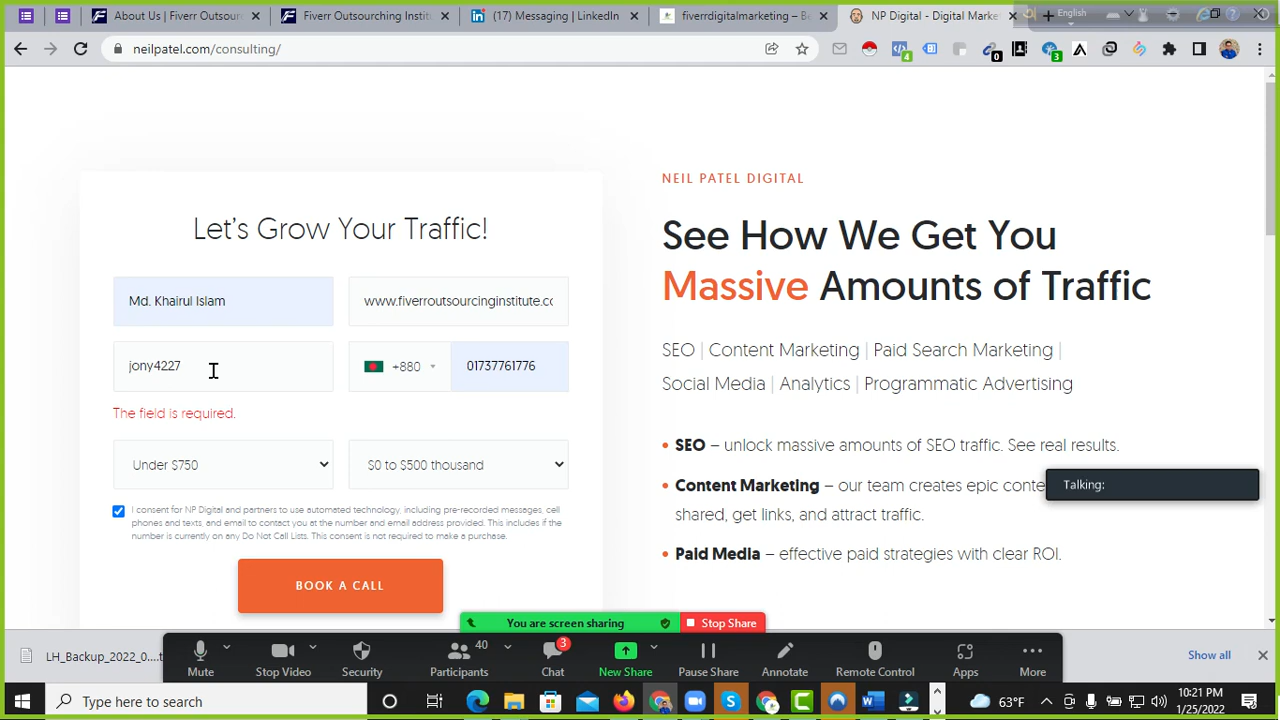 About Us | Fiverr Outsour
Fiverr Outsourcing Instit
(17) Messaging | LinkedIn
fiverrdigitalmarketing – Be
NP Digital - Digital Marke
English
neilpatel.com/consulting/
4
0
3
NEIL PATEL DIGITAL
Let's Grow Your Traffic!
See How We Get You
Massive Amounts of Traffic
Md. Khairul Islam
www.fiverroutsourcinginstitute.cc
jony4227
+880
01737761776
The field is required.
SEO | Content Marketing | Paid Search Marketing |
Social Media | Analytics | Programmatic Advertising
Under $750
$0 to $500 thousand
• SEO – unlock massive amounts of SEO traffic. See real results.
• Content Marketing – our team creates epic conte
shared, get links, and attract traffic.
• Paid Media – effective paid strategies with clear ROI.
Talking:
I consent for NP Digital and partners to use automated technology, including pre-recorded messages, cell
phones and texts, and email to contact you at the number and email address provided. This includes if the
number is currently on any Do Not Call Lists. This consent is not required to make a purchase.
BOOK A CALL
You are screen sharing
Stop Share
LH_Backup_2022_0....t
Mute
Stop Video
Security
40
Participants
3
Chat
New Share
Pause Share
Annotate
Remote Control
Apps
More
Show all
Type here to search
63°F
10:21 PM
1/25/2022